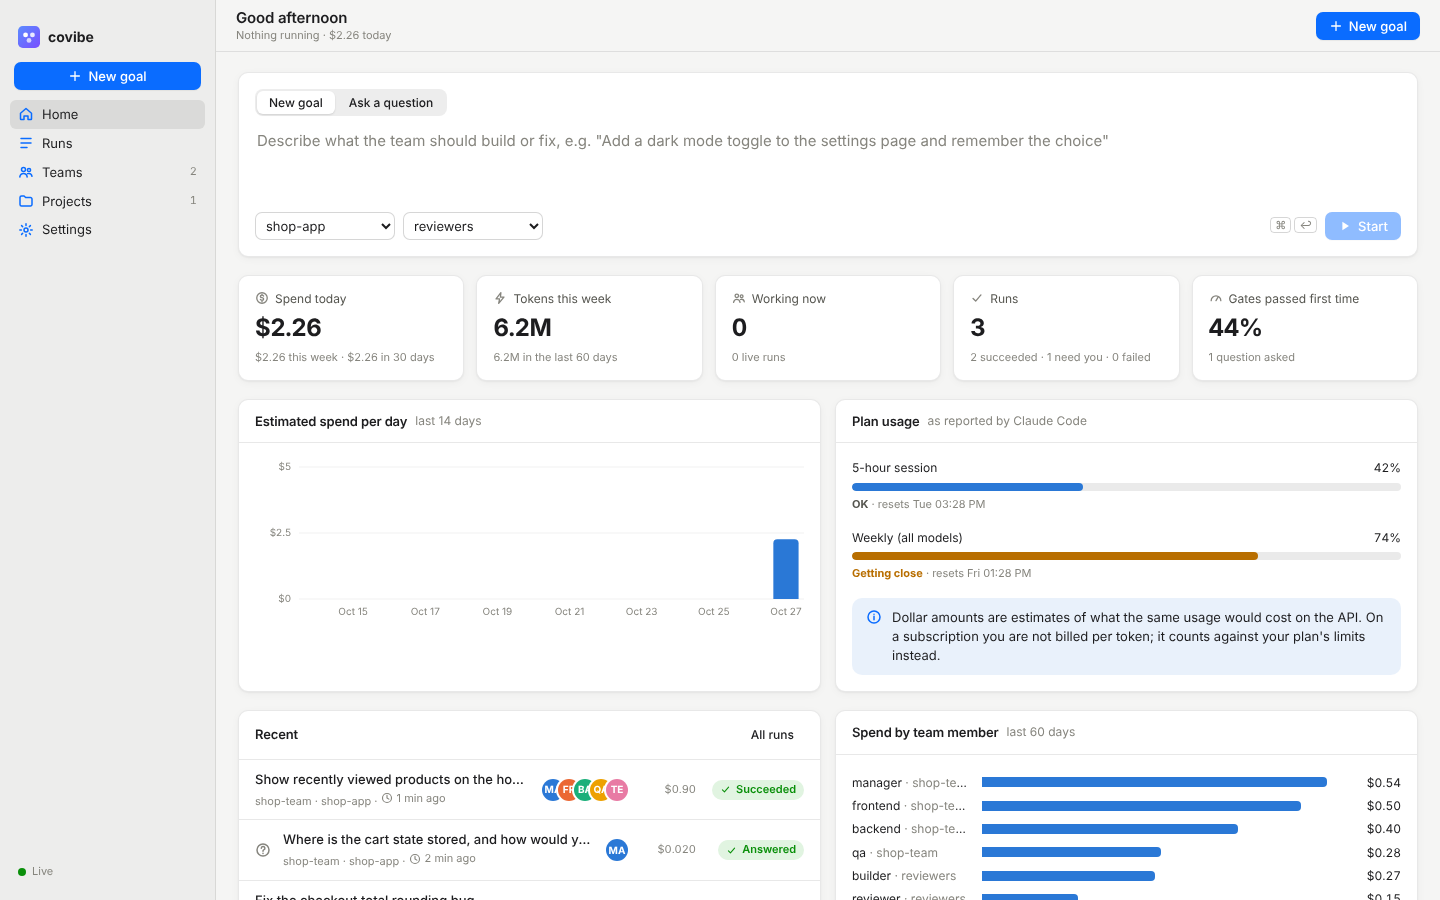 covibe
New goal
Home
Runs
Teams 2
Projects 1
Settings
Live
Good afternoon
Nothing running · $2.26 today
New goal
New goal Ask a question
Describe what the team should build or fix, e.g. "Add a dark mode toggle to the settings page and remember the choice"
shop-app reviewers ⌘ Start
Spend today
$2.26
$2.26 this week · $2.26 in 30 days
Tokens this week
6.2M
6.2M in the last 60 days
Working now
0
0 live runs
Runs
3
2 succeeded · 1 need you · 0 failed
Gates passed first time
44%
1 question asked
Estimated spend per day last 14 days
$5
$2.5
$0
Oct 15 Oct 17 Oct 19 Oct 21 Oct 23 Oct 25 Oct 27
Plan usage as reported by Claude Code
5-hour session 42%
OK · resets Tue 03:28 PM
Weekly (all models) 74%
Getting close · resets Fri 01:28 PM
Dollar amounts are estimates of what the same usage would cost on the API. On
a subscription you are not billed per token; it counts against your plan's limits
instead.
Recent All runs
Show recently viewed products on the ho...
shop-team · shop-app · 1 min ago
TE $0.90 Succeeded
Where is the cart state stored, and how would y...
shop-team · shop-app · 2 min ago
MA $0.020 Answered
Fix the checkout total rounding bug
Spend by team member last 60 days
manager · shop-te... $0.54
frontend · shop-te... $0.50
backend · shop-te... $0.40
qa · shop-team $0.28
builder · reviewers $0.27
reviewer · reviewers $0.15